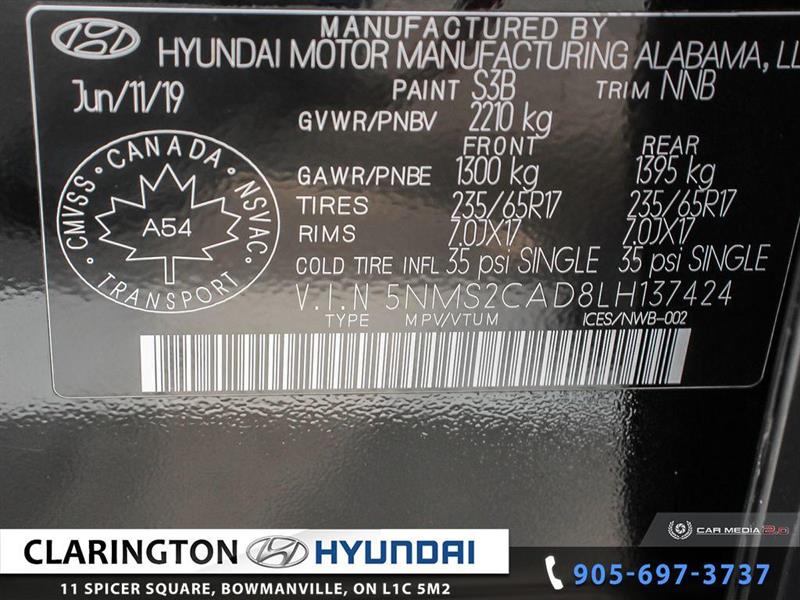 MANUFACTURED BY
HYUNDAI MOTOR MANUFACTURING ALABAMA, LL
Jun/11/19
PAINT S3B TRIM NNB
GVWR/PNBV 2210 kg
FRONT REAR
GAWR/PNBE 1300 kg 1395 kg
TIRES 235/65R17 235/65R17
RIMS 7.0JX17 7.0JX17
COLD TIRE INFL 35 psi SINGLE 35 psi SINGLE
V.I.N 5NMS2CAD8LH137424
TYPE MPV/VTUM ICES/NWB-002
CMVSS · CANADA · NSVAC
A54
TRANSPORT
CAR MEDIA 2.0
CLARINGTON HYUNDAI
11 SPICER SQUARE, BOWMANVILLE, ON L1C 5M2
905-697-3737